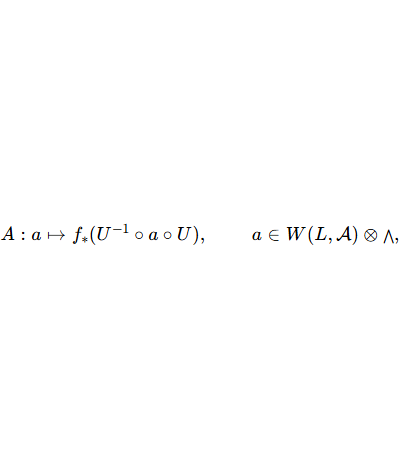 A : a ↦ f_*(U^{-1} ∘ a ∘ U),    a ∈ W(L, 𝒜) ⊗ ⋀,